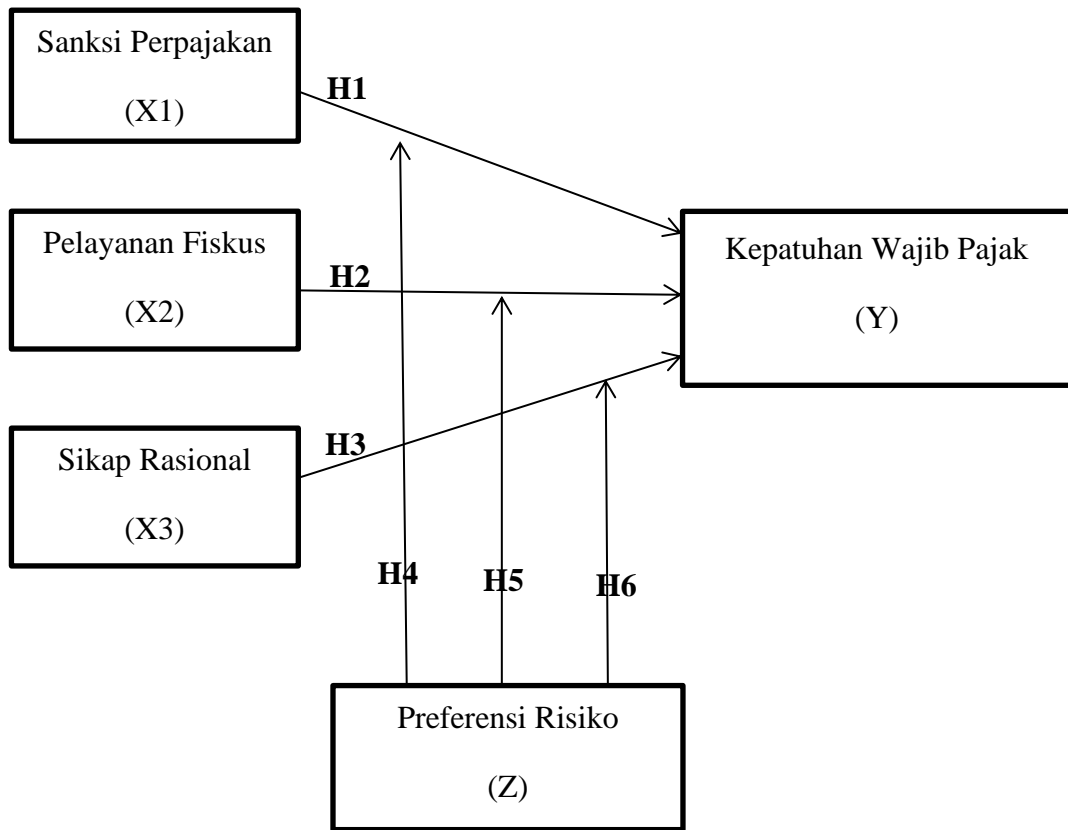 Sanksi Perpajakan
(X1)
H1
Pelayanan Fiskus
(X2)
H2
Kepatuhan Wajib Pajak
(Y)
Sikap Rasional
(X3)
H3
H4
H5
H6
Preferensi Risiko
(Z)